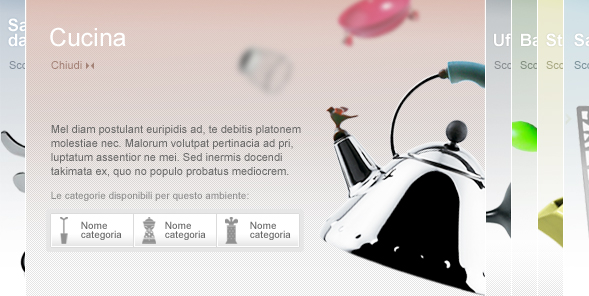 Sa
da
Sco
Cucina
Chiudi
Mel diam postulant euripidis ad, te debitis platonem
molestiae nec. Malorum volutpat pertinacia ad pri,
luptatum assentior ne mei. Sed inermis docendi
takimata ex, quo no populo probatus mediocrem.
Le categorie disponibili per questo ambiente:
Nome
categoria
Nome
categoria
Nome
categoria
Uf
Sco
Ba
Sco
St
Sco
Sa
Sco